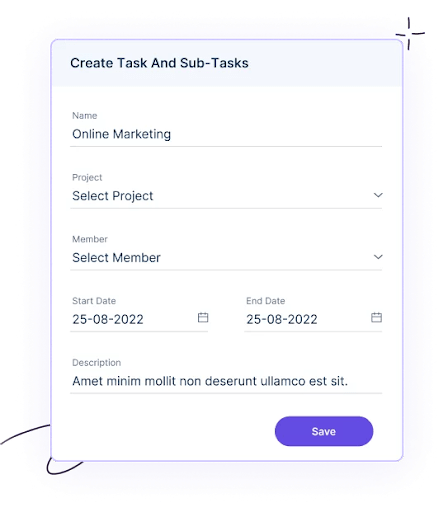 Create Task And Sub-Tasks
Name
Online Marketing
Project
Select Project
Member
Select Member
Start Date End Date
25-08-2022 25-08-2022
Description
Amet minim mollit non deserunt ullamco est sit.
Save